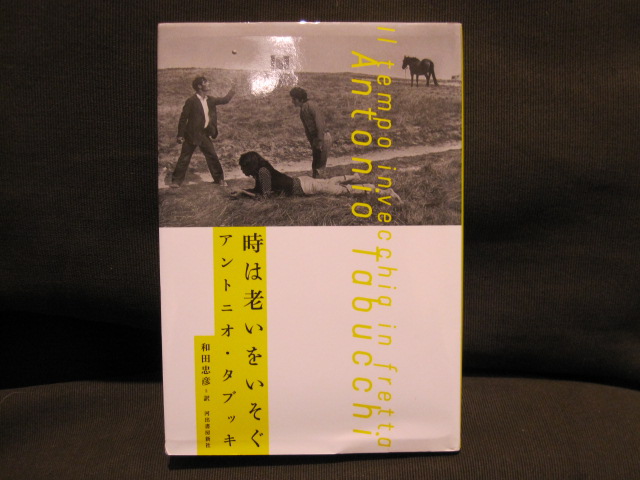 Il tempo invecchia in fretta
Antonio Tabucchi
時は老いをいそぐ
アントニオ・タブッキ
和田忠彦=訳
河出書房新社